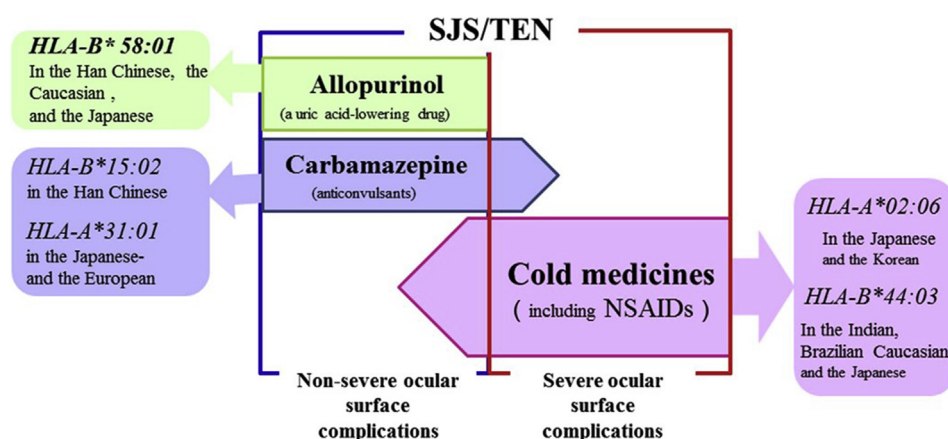 SJS/TEN
HLA-B* 58:01
In the Han Chinese, the
Caucasian ,
and the Japanese
Allopurinol
(a uric acid-lowering drug)
HLA-B*15:02
in the Han Chinese
HLA-A*31:01
in the Japanese-
and the European
Carbamazepine
(anticonvulsants)
Cold medicines
( including NSAIDs )
HLA-A*02:06
In the Japanese
and the Korean
HLA-B*44:03
In the Indian,
Brazilian Caucasian
and the Japanese
Non-severe ocular
surface
complications
Severe ocular
surface
complications